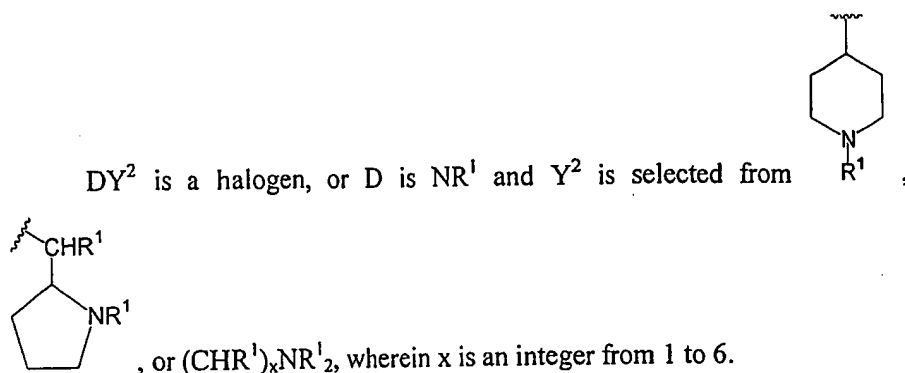 DY² is a halogen, or D is NR¹ and Y² is selected from
N
R¹
,
CHR¹
NR¹
, or (CHR¹)ₓNR¹₂, wherein x is an integer from 1 to 6.